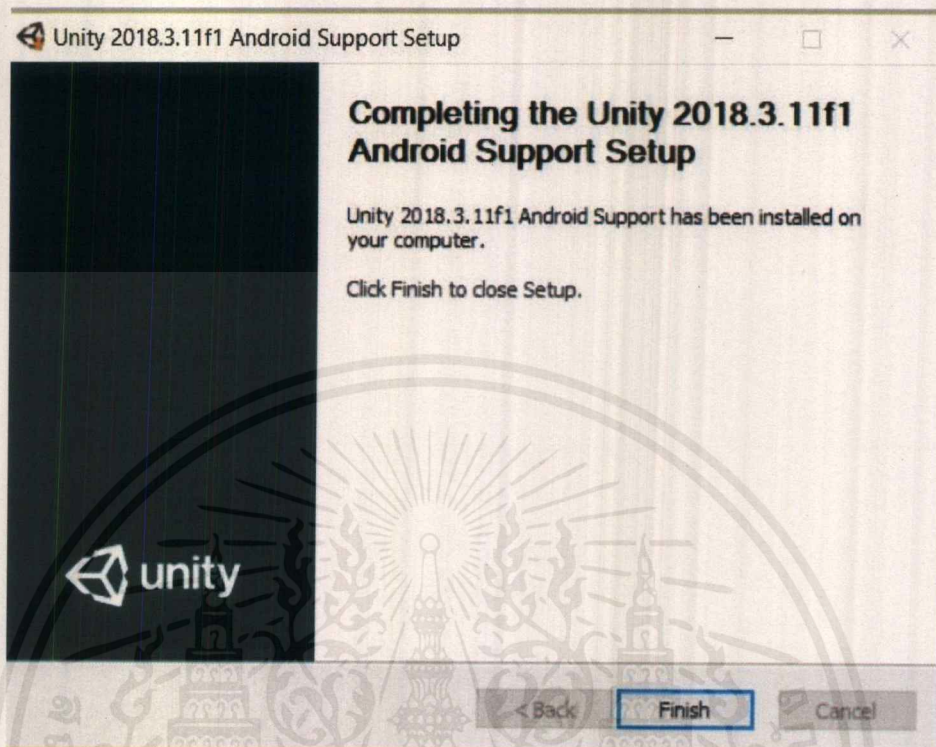 Unity 2018.3.11f1 Android Support Setup
Completing the Unity 2018.3.11f1
Android Support Setup
Unity 2018.3.11f1 Android Support has been installed on
your computer.
Click Finish to close Setup.
unity
< Back
Finish
Cancel